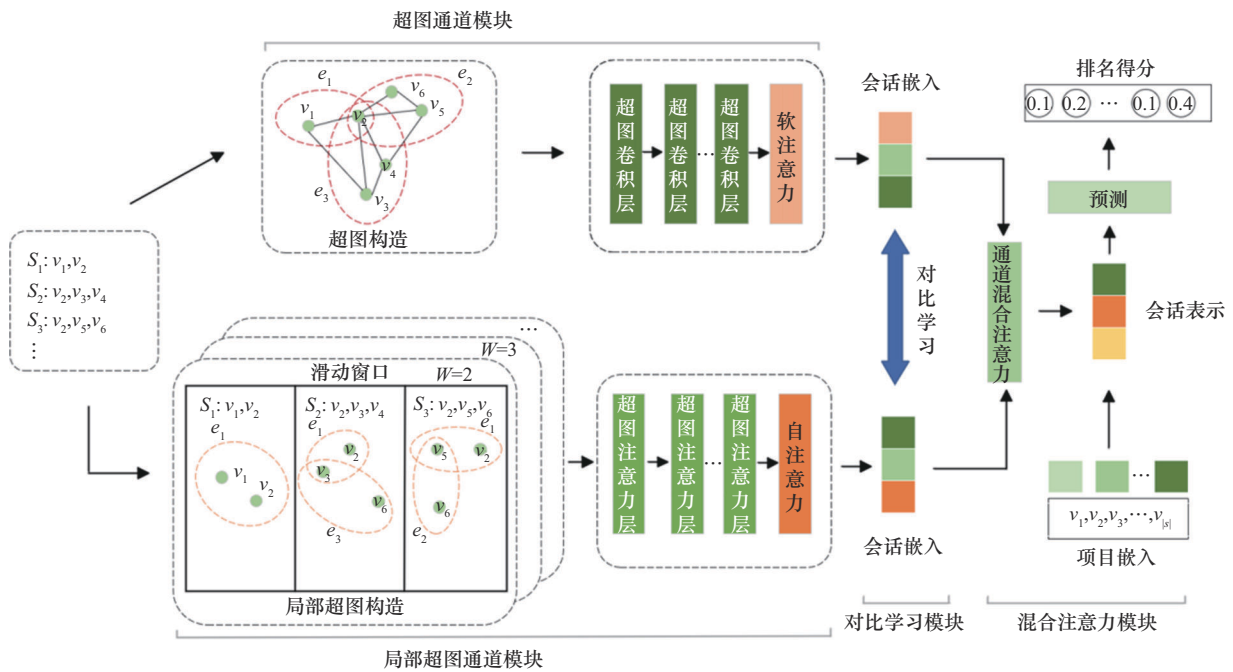 超图通道模块
e1
e2
v1
v2
v6
v5
v4
v3
e3
超图构造
超图卷积层
超图卷积层
…
超图卷积层
软注意力
会话嵌入
排名得分
0.1 0.2 … 0.1 0.4
预测
S1: v1,v2
S2: v2,v3,v4
S3: v2,v5,v6
⋮
对比学习
通道混合注意力
会话表示
…
W=3
滑动窗口
W=2
S1: v1,v2
e1
v1
v2
S2: v2,v3,v4
e1
v2
v3
v6
e3
S3: v2,v5,v6
e1
v5
v2
v6
e2
局部超图构造
超图注意力层
超图注意力层
…
超图注意力层
自注意力
会话嵌入
…
v1,v2,v3,…,v|s|
项目嵌入
局部超图通道模块
对比学习模块
混合注意力模块